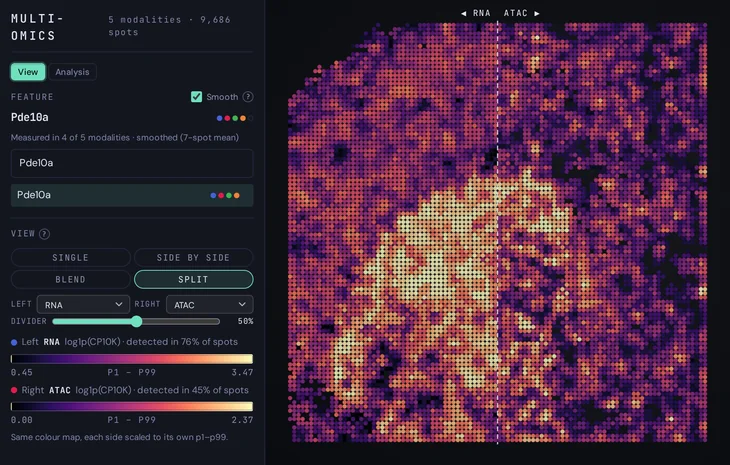 MULTI-
OMICS
5 modalities · 9,686
spots
View
Analysis
FEATURE
Smooth ?
Pde10a
Measured in 4 of 5 modalities · smoothed (7-spot mean)
Pde10a
Pde10a
VIEW ?
SINGLE
SIDE BY SIDE
BLEND
SPLIT
LEFT RNA RIGHT ATAC
DIVIDER 50%
Left RNA log1p(CP10K) · detected in 76% of spots
0.45 P1 – P99 3.47
Right ATAC log1p(CP10K) · detected in 45% of spots
0.00 P1 – P99 2.37
Same colour map, each side scaled to its own p1–p99.
◀ RNA ATAC ▶